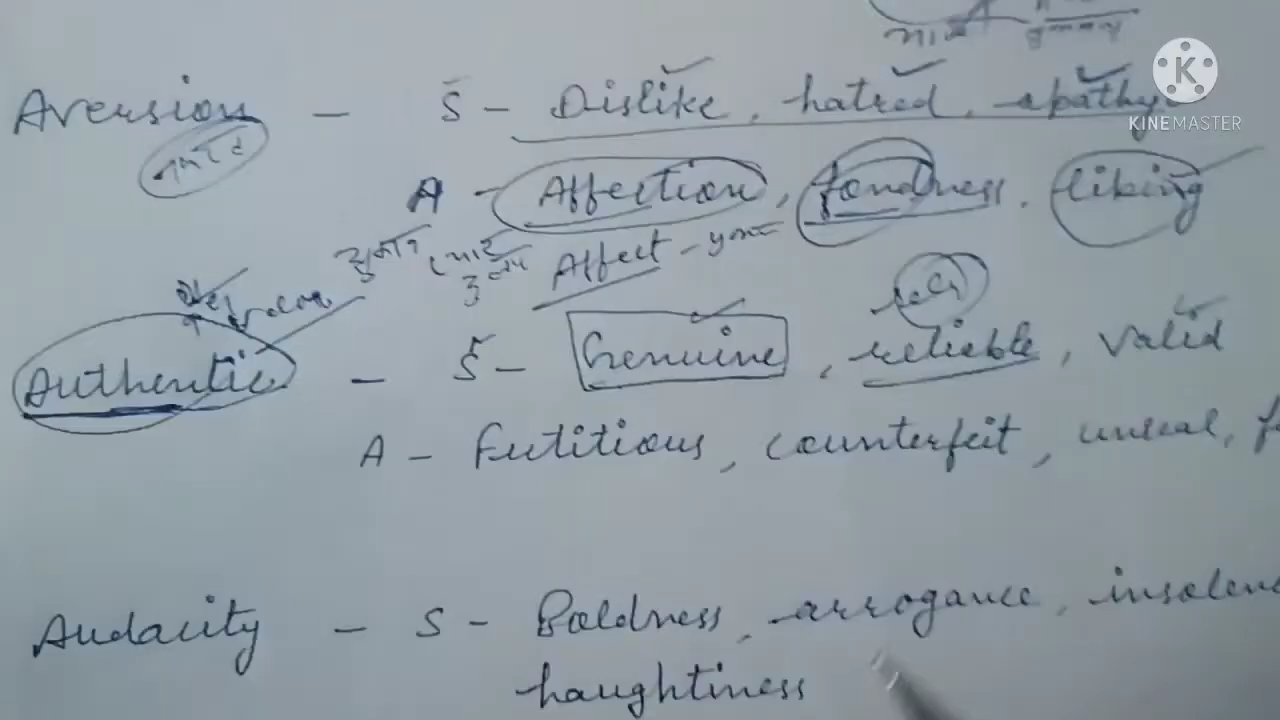 Aversion - S - Dislike, hatred, apathy
नफरत
A - Affection, fondness, liking
Affect -
Authentic - S - Genuine, reliable, valid
A - Fictitious, counterfeit, unreal,
Audacity - S - Boldness, arrogance,
haughtiness
KINEMASTER